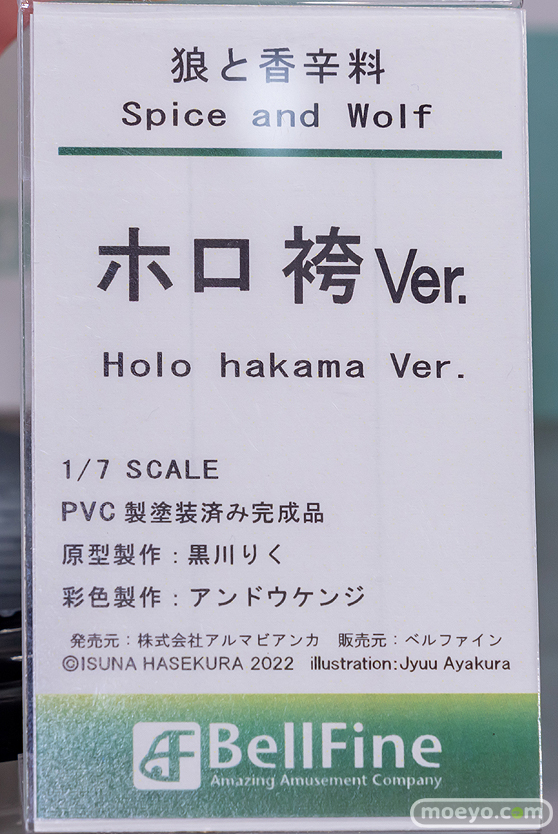 狼と香辛料
Spice and Wolf
ホロ 袴 Ver.
Holo hakama Ver.
1/7 SCALE
PVC製塗装済み完成品
原型製作：黒川りく
彩色製作：アンドウケンジ
発売元：株式会社アルマビアンカ　販売元：ベルファイン
©ISUNA HASEKURA 2022 illustration:Jyuu Ayakura
AF BellFine
Amazing Amusement Company
moeyo.com